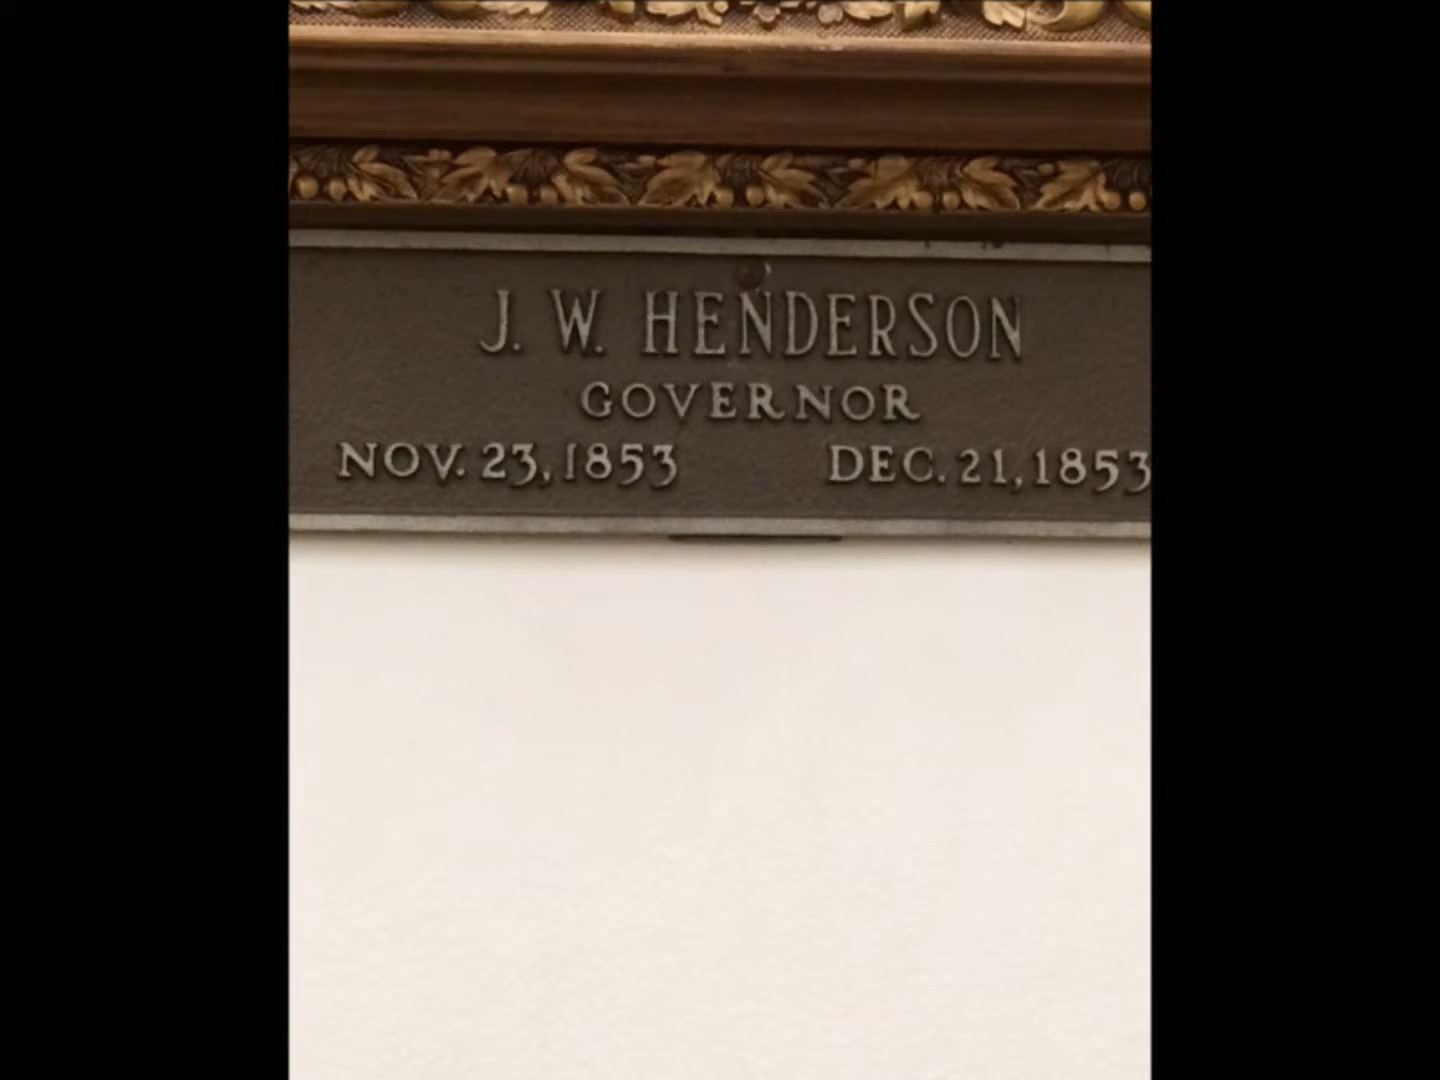 J. W. HENDERSON
GOVERNOR
NOV. 23, 1853 DEC. 21, 1853